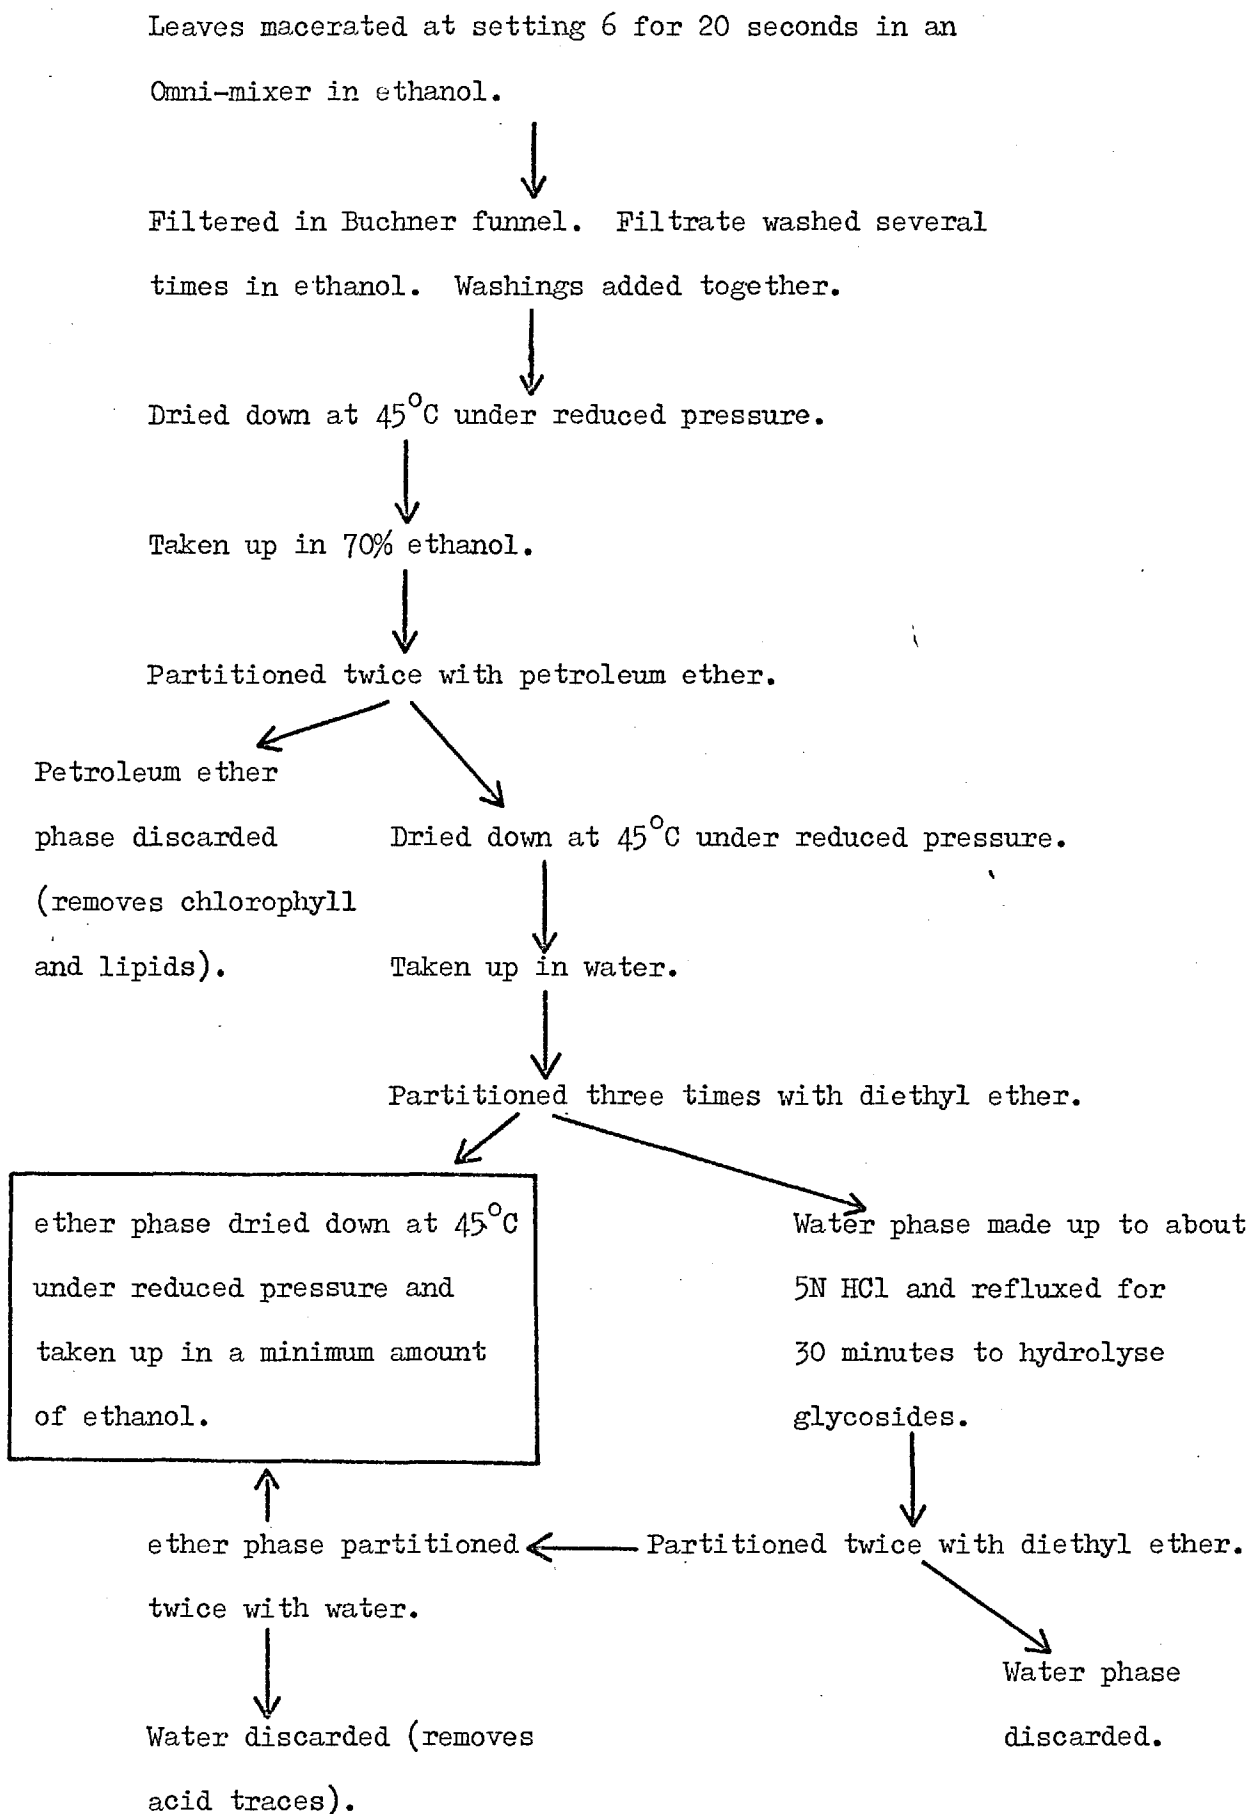 Leaves macerated at setting 6 for 20 seconds in an
Omni-mixer in ethanol.
Filtered in Buchner funnel. Filtrate washed several
times in ethanol. Washings added together.
Dried down at 45°C under reduced pressure.
Taken up in 70% ethanol.
Partitioned twice with petroleum ether.
Petroleum ether
phase discarded
(removes chlorophyll
and lipids).
Dried down at 45°C under reduced pressure.
Taken up in water.
Partitioned three times with diethyl ether.
ether phase dried down at 45°C
under reduced pressure and
taken up in a minimum amount
of ethanol.
Water phase made up to about
5N HCl and refluxed for
30 minutes to hydrolyse
glycosides.
Partitioned twice with diethyl ether.
ether phase partitioned
twice with water.
Water phase
discarded.
Water discarded (removes
acid traces).